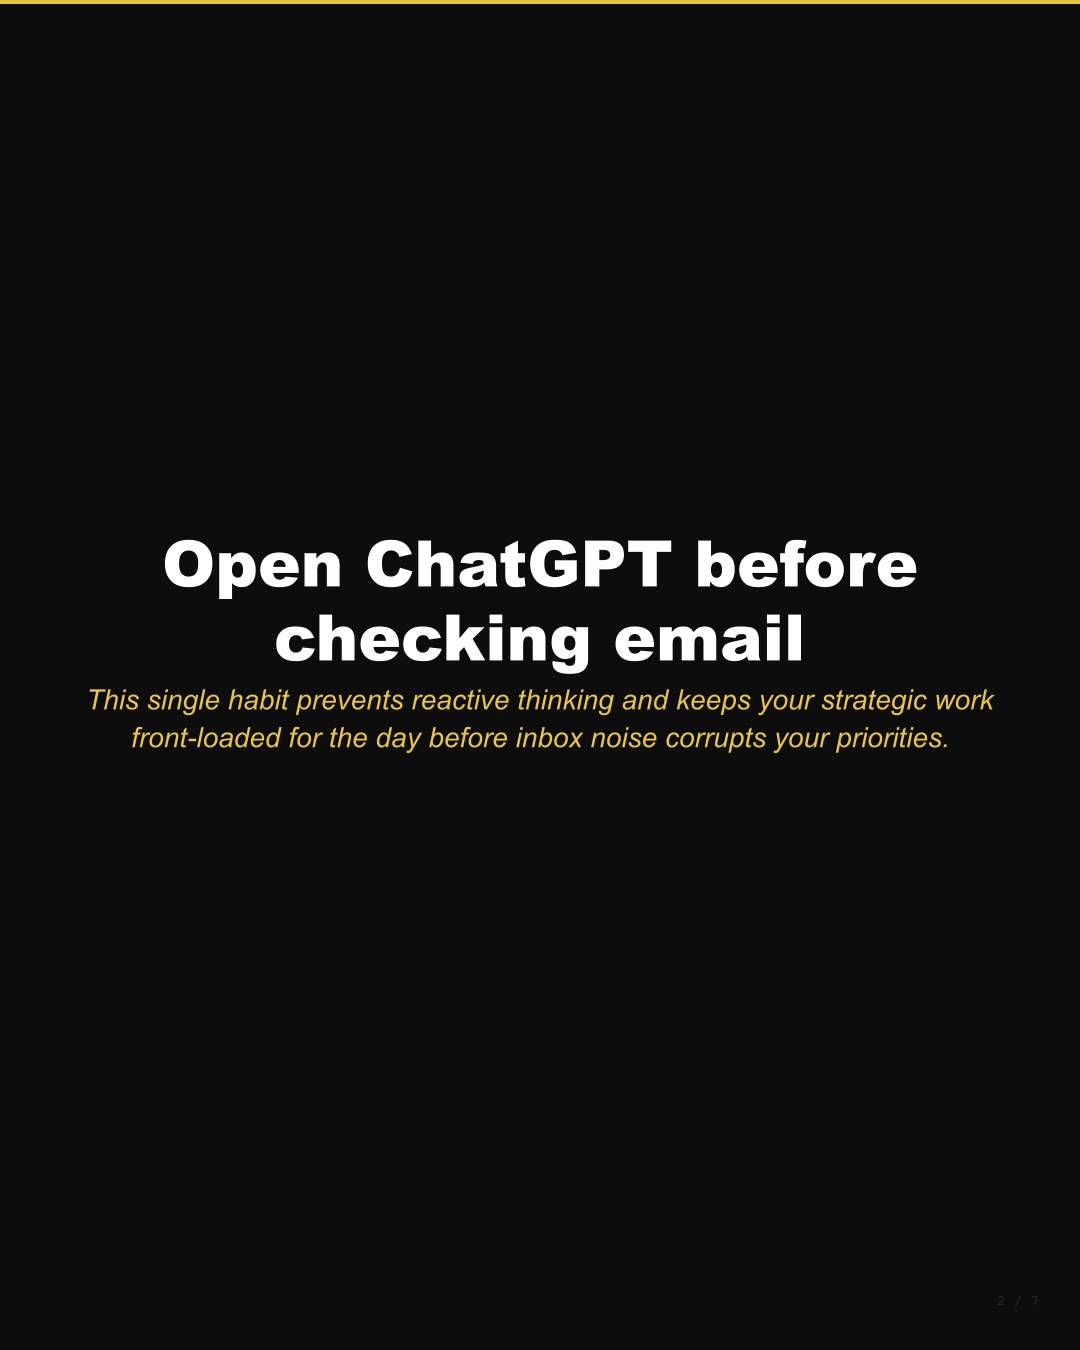 Open ChatGPT before
checking email
This single habit prevents reactive thinking and keeps your strategic work
front-loaded for the day before inbox noise corrupts your priorities.
2 / 7